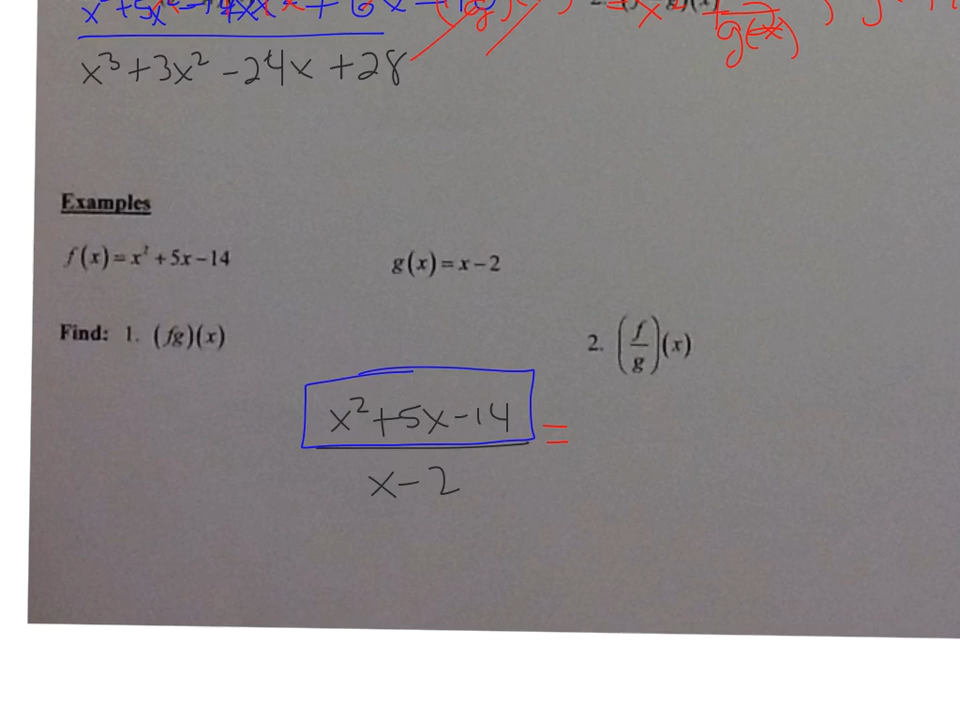 x³+3x²-24x+28
g(x)
Examples
f(x)=x²+5x-14 g(x)=x-2
Find: 1. (fg)(x) 2. (f/g)(x)
x²+5x-14 =
x-2